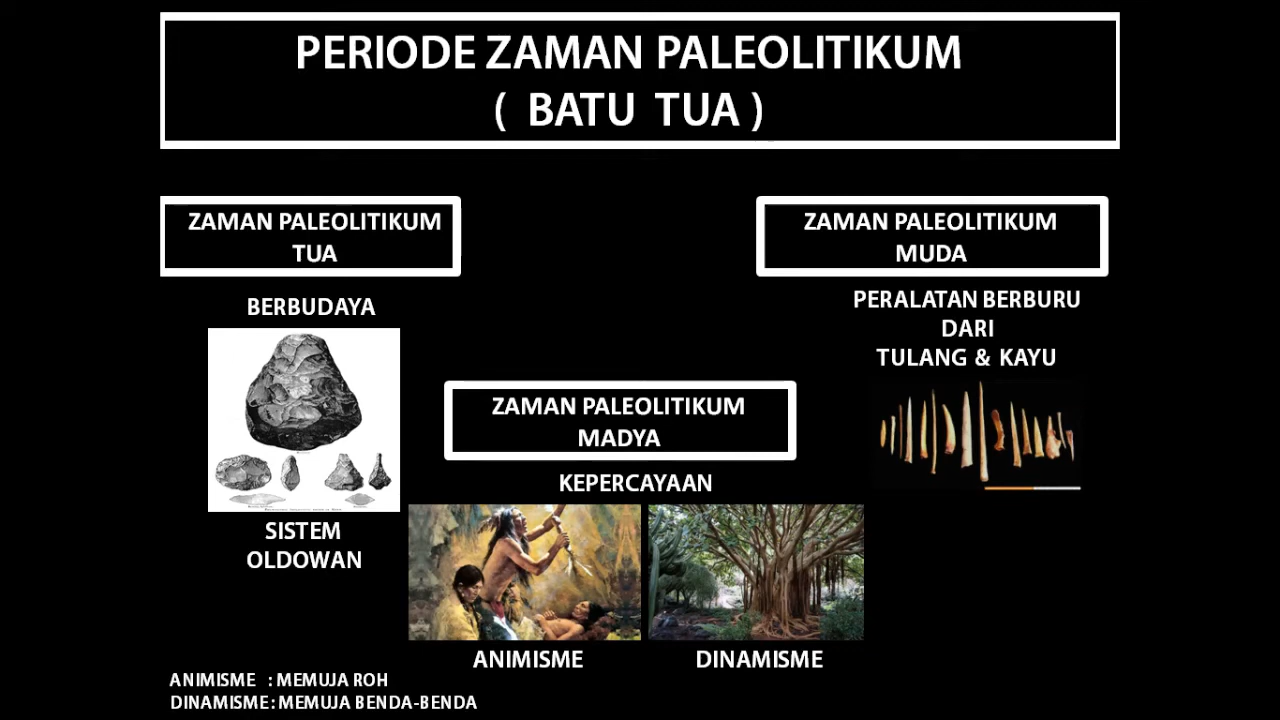 PERIODE ZAMAN PALEOLITIKUM
( BATU TUA )
ZAMAN PALEOLITIKUM
TUA
BERBUDAYA
SISTEM
OLDOWAN
ZAMAN PALEOLITIKUM
MADYA
KEPERCAYAAN
ANIMISME
DINAMISME
ZAMAN PALEOLITIKUM
MUDA
PERALATAN BERBURU
DARI
TULANG & KAYU
ANIMISME : MEMUJA ROH
DINAMISME : MEMUJA BENDA-BENDA